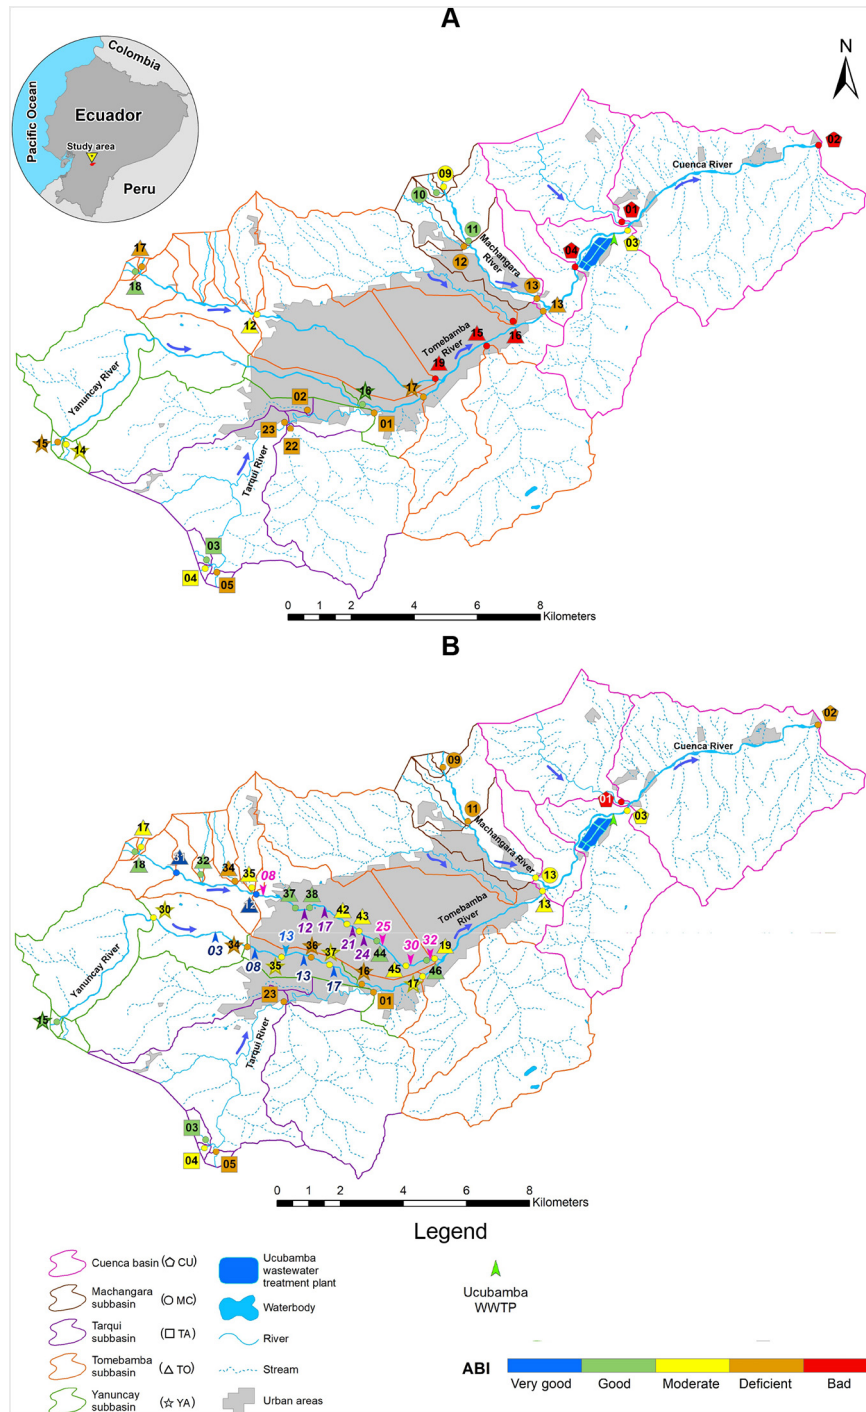 A
Colombia
Pacific Ocean
Ecuador
Study area
Peru
N
02
Cuenca River
09
10
01
11
03
Machangara
River
04
12
17
18
13
13
12
15
16
Tomebamba
River
19
Yanuncay River
16
17
02
01
23
22
15
14
Tarqui River
03
04
05
0 1 2 4 6 8
Kilometers
B
02
Cuenca River
09
01
11
03
Machangara River
17
18
31
32
34
35
08
12
13
13
37
38
12
17
42
43
Tomebamba
River
21
24
25
44
30
32
19
45
46
30
03
34
08
13
35
13
36
37
17
16
17
Yanuncay River
15
23
01
Tarqui River
03
04
05
0 1 2 4 6 8
Kilometers
Legend
Cuenca basin ( CU)
Machangara
subbasin ( MC)
Tarqui
subbasin ( TA)
Tomebamba
subbasin ( TO)
Yanuncay
subbasin ( YA)
Ucubamba
wastewater
treatment plant
Waterbody
River
Stream
Urban areas
Ucubamba
WWTP
ABI
Very good Good Moderate Deficient Bad